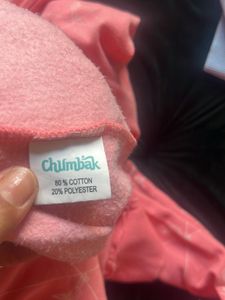 Chumbak
80 % COTTON
20% POLYESTER